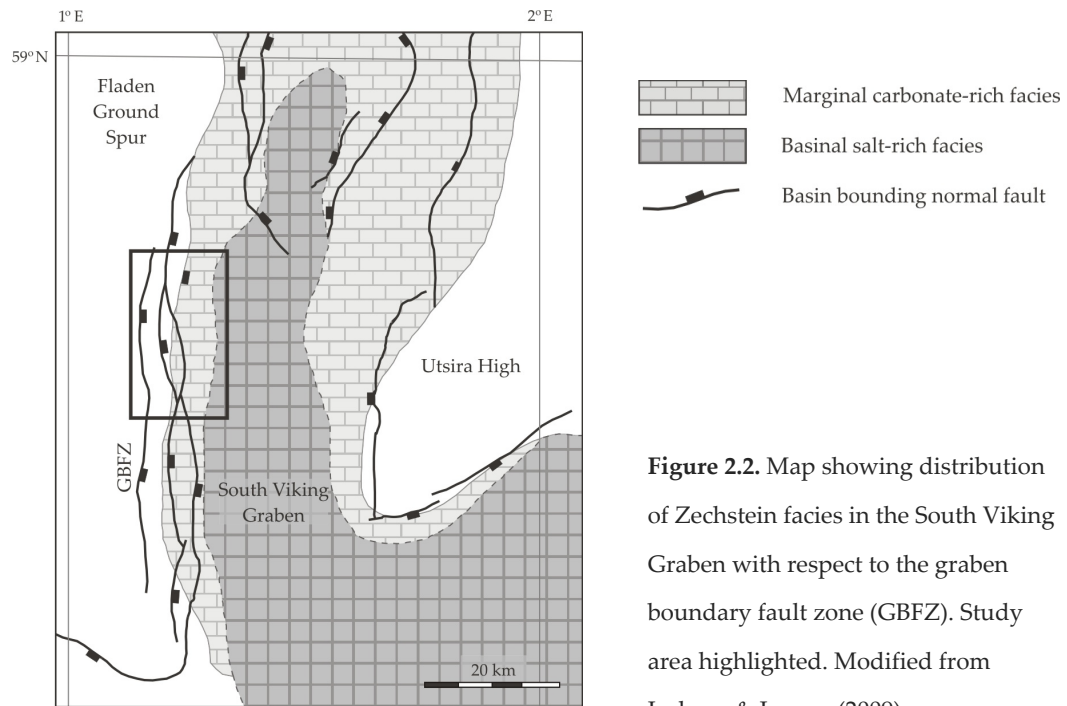 1° E
2° E
59° N
Fladen
Ground
Spur
Utsira High
GBFZ
South Viking
Graben
20 km
Marginal carbonate-rich facies
Basinal salt-rich facies
Basin bounding normal fault
Figure 2.2. Map showing distribution
of Zechstein facies in the South Viking
Graben with respect to the graben
boundary fault zone (GBFZ). Study
area highlighted. Modified from